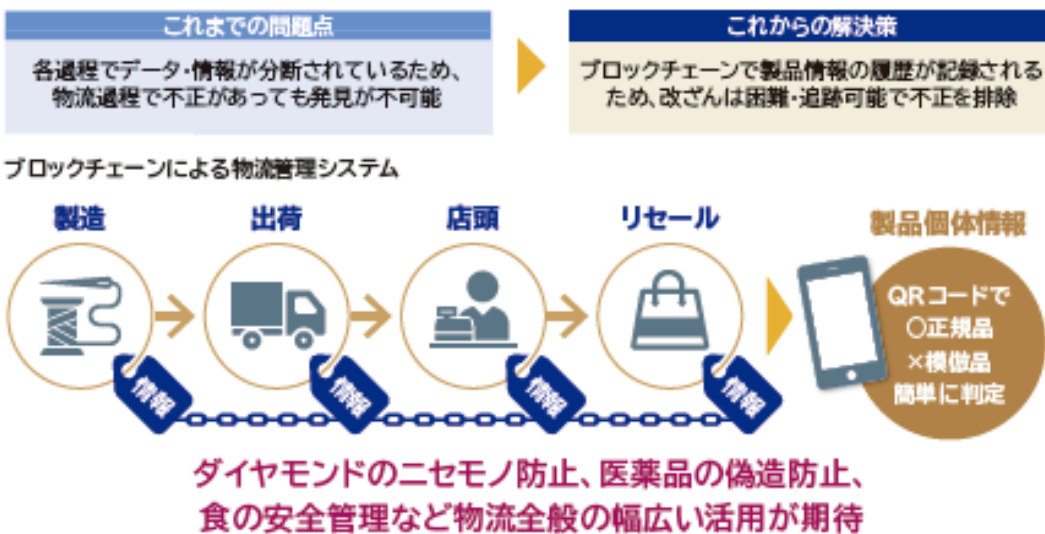 これまでの問題点
各過程でデータ・情報が分断されているため、
物流過程で不正があっても発見が不可能
これからの解決策
ブロックチェーンで製品情報の履歴が記録される
ため、改ざんは困難・追跡可能で不正を排除
ブロックチェーンによる物流管理システム
製造
出荷
店頭
リセール
製品個体情報
情報
情報
情報
情報
QRコードで
○正規品
×模倣品
簡単に判定
ダイヤモンドのニセモノ防止、医薬品の偽造防止、
食の安全管理など物流全般の幅広い活用が期待